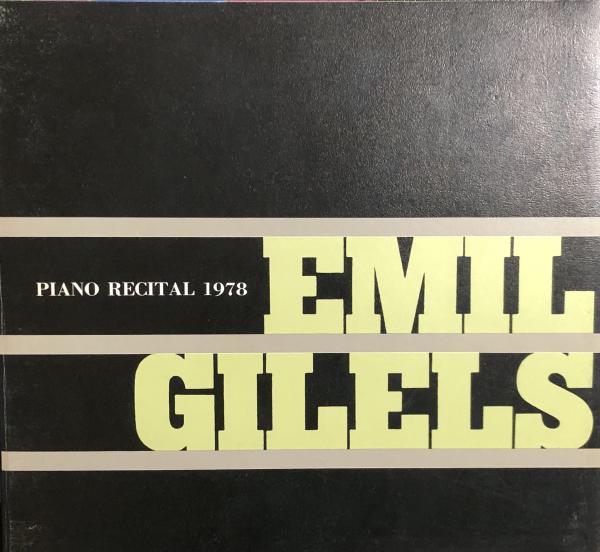 PIANO RECITAL 1978 EMIL
GILELS